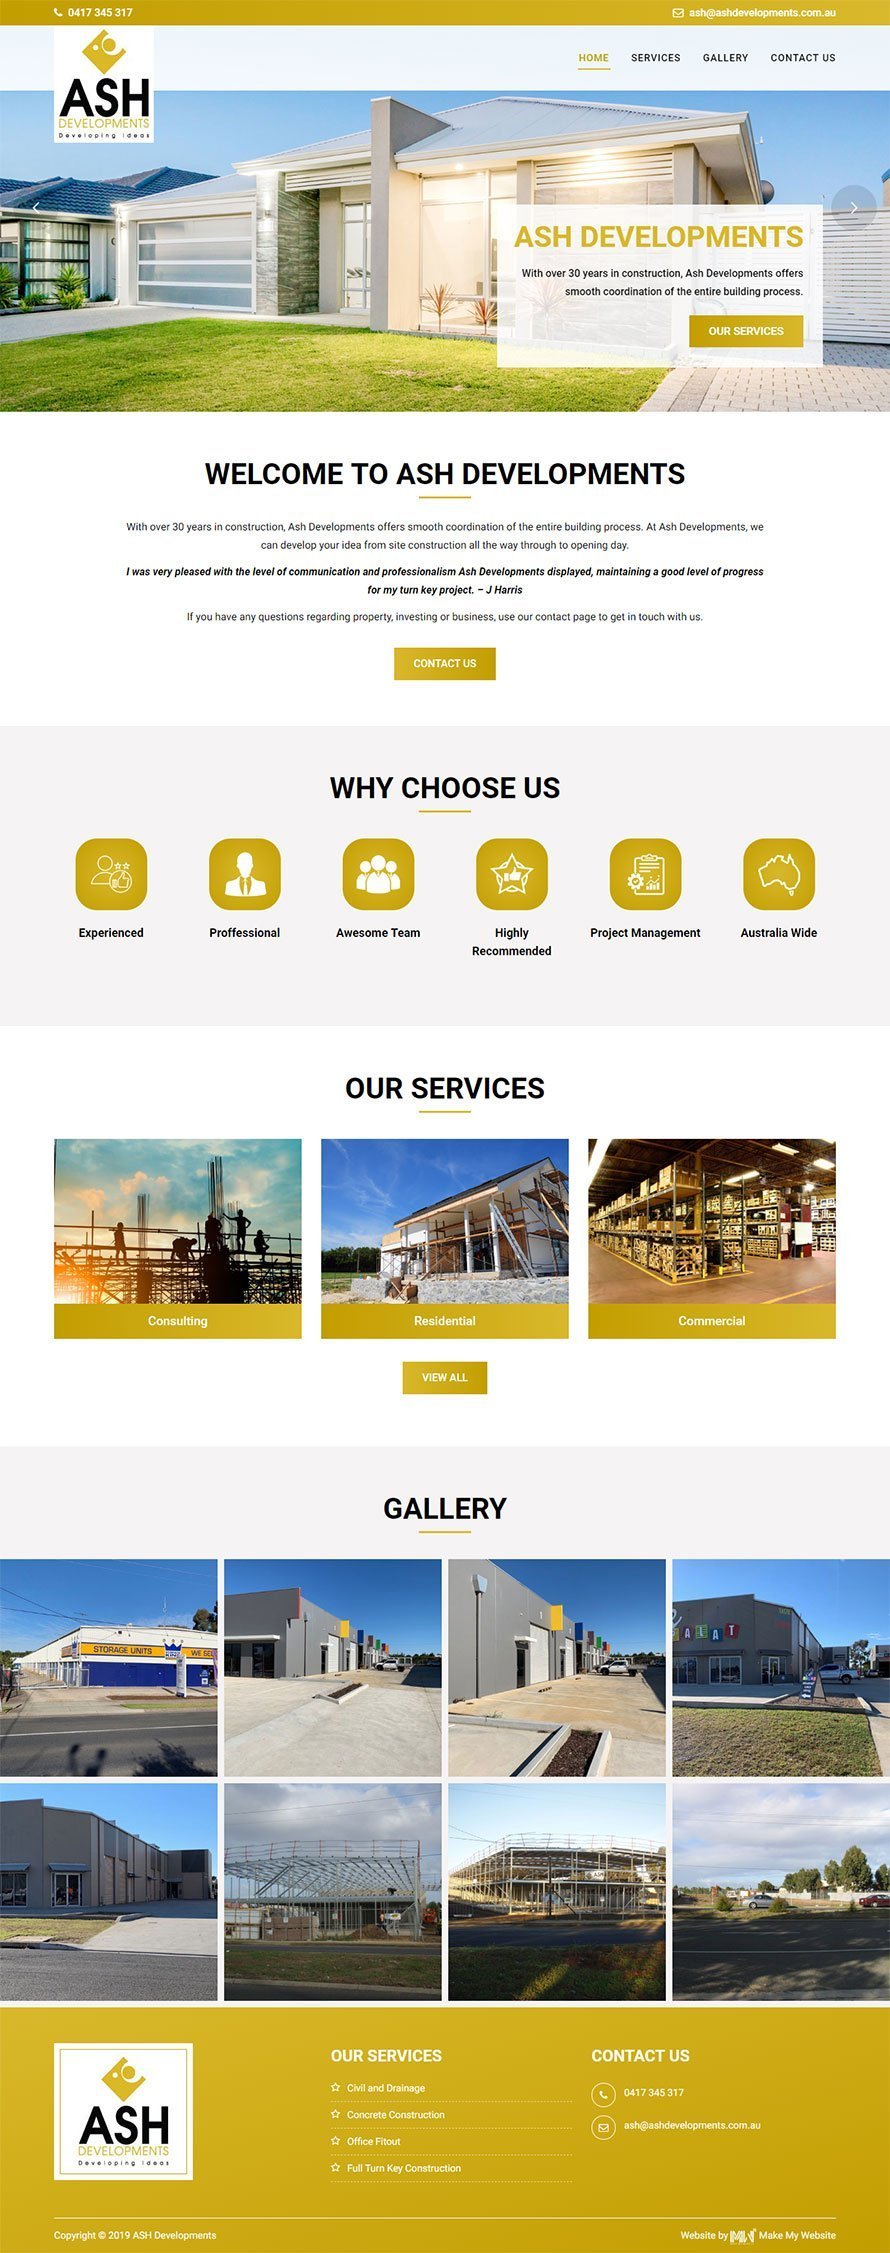 0417 345 317
ash@ashdevelopments.com.au
ASH
DEVELOPMENTS
Developing Ideas
HOME SERVICES GALLERY CONTACT US
ASH DEVELOPMENTS
With over 30 years in construction, Ash Developments offers
smooth coordination of the entire building process.
OUR SERVICES
WELCOME TO ASH DEVELOPMENTS
With over 30 years in construction, Ash Developments offers smooth coordination of the entire building process. At Ash Developments, we
can develop your idea from site construction all the way through to opening day.
I was very pleased with the level of communication and professionalism Ash Developments displayed, maintaining a good level of progress
for my turn key project. – J Harris
If you have any questions regarding property, investing or business, use our contact page to get in touch with us.
CONTACT US
WHY CHOOSE US
Experienced
Proffessional
Awesome Team
Highly
Recommended
Project Management
Australia Wide
OUR SERVICES
Consulting
Residential
Commercial
VIEW ALL
GALLERY
STORAGE UNITS
ASH
DEVELOPMENTS
Developing Ideas
OUR SERVICES
Civil and Drainage
Concrete Construction
Office Fitout
Full Turn Key Construction
CONTACT US
0417 345 317
ash@ashdevelopments.com.au
Copyright © 2019 ASH Developments
Website by Make My Website